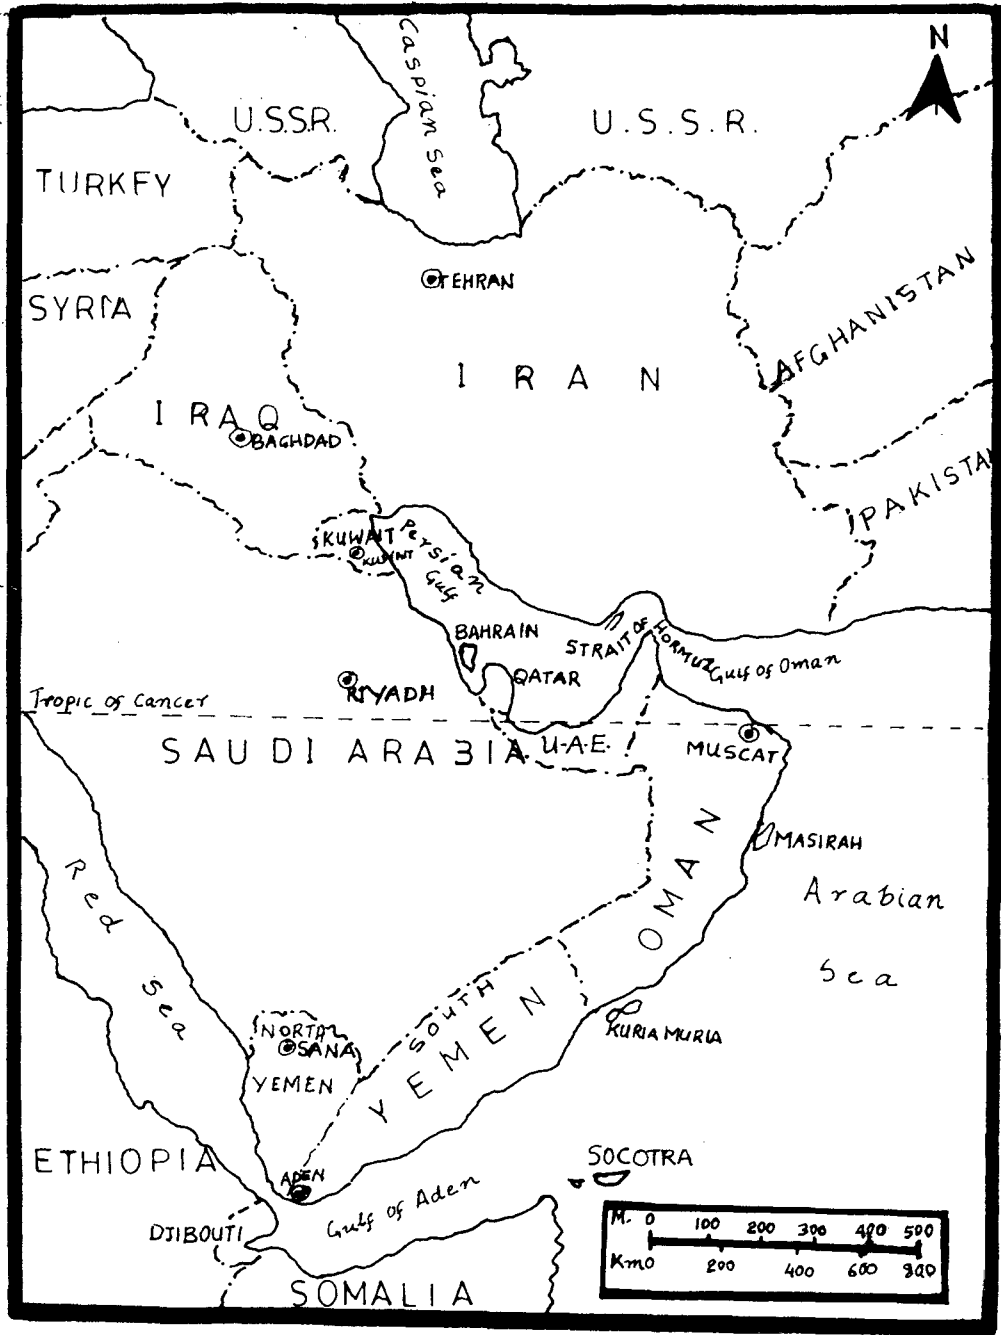 N
Caspian Sea
U.S.S.R.
U.S.S.R.
TURKEY
TEHRAN
SYRIA
AFGHANISTAN
IRAN
IRAQ
BAGHDAD
PAKISTAN
KUWAIT
KUWAIT
Persian
Gulf
BAHRAIN
STRAIT OF HORMUZ
Gulf of Oman
QATAR
RIYADH
Tropic of Cancer
SAUDI ARABIA
U.A.E.
MUSCAT
OMAN
MASIRAH
Arabian
Sea
Red Sea
SOUTH
YEMEN
NORTH
SANA
YEMEN
KURIA MURIA
ETHIOPIA
ADEN
SOCOTRA
Gulf of Aden
DJIBOUTI
SOMALIA
M. 0 100 200 300 400 500
Km 0 200 400 600 800